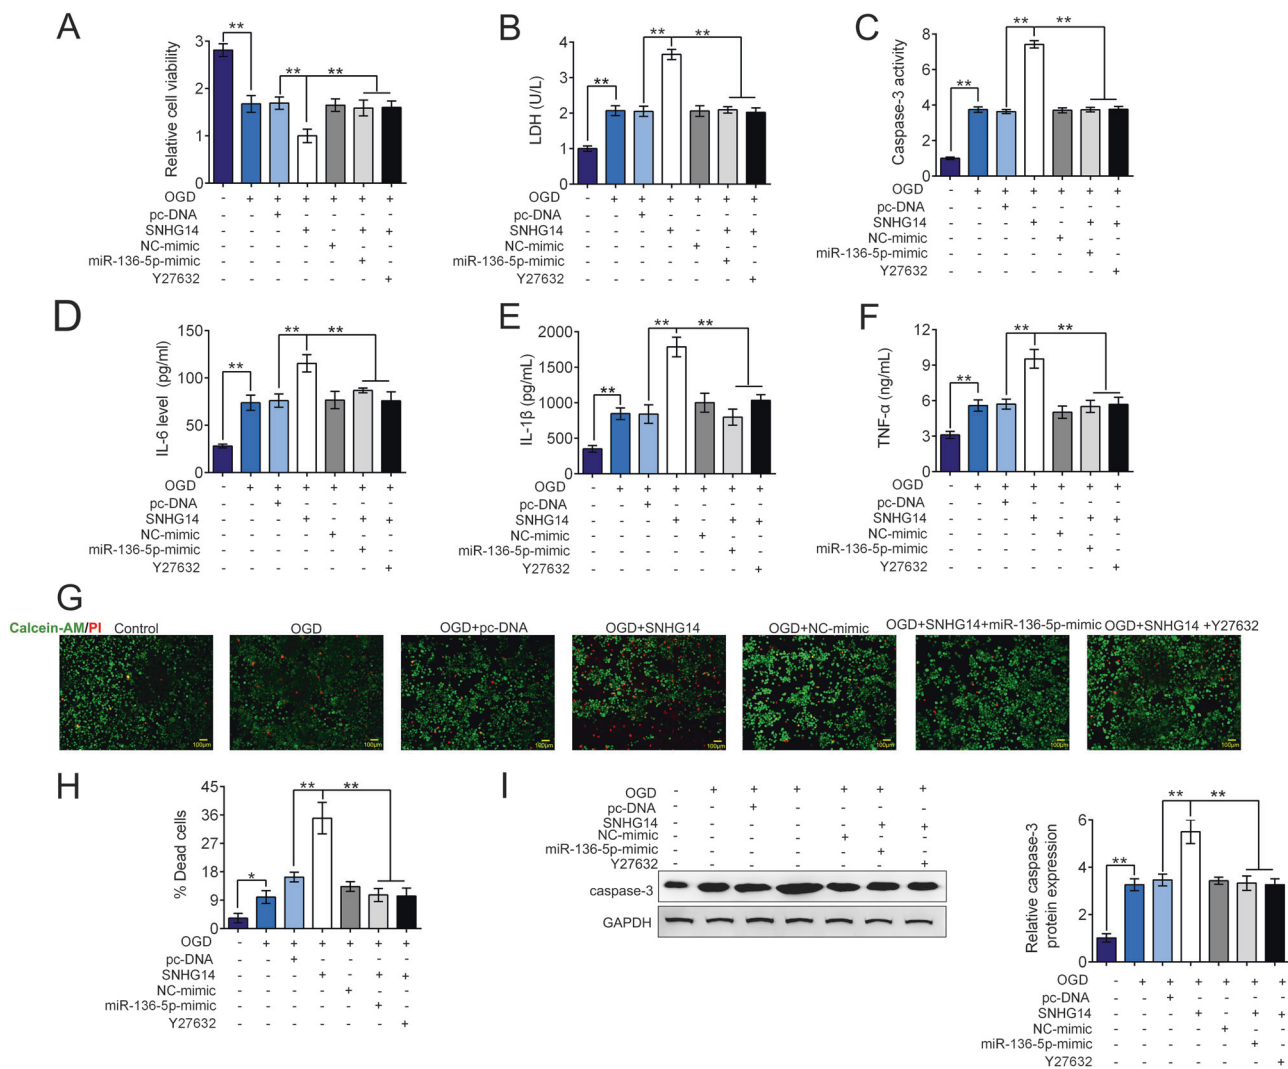 A
Relative cell viability
3
2
1
0
**
** **
OGD - + + + + + +
pc-DNA - - + - - - -
SNHG14 - - - + - + +
NC-mimic - - - - + - -
miR-136-5p-mimic - - - - - + -
Y27632 - - - - - - +
B
LDH (U/L)
4
3
2
1
0
**
** **
OGD - + + + + + +
pc-DNA - - + - - - -
SNHG14 - - - + - + +
NC-mimic - - - - + - -
miR-136-5p-mimic - - - - - + -
Y27632 - - - - - - +
C
Caspase-3 activity
8
6
4
2
0
**
** **
OGD - + + + + + +
pc-DNA - - + - - - -
SNHG14 - - - + - + +
NC-mimic - - - - + - -
miR-136-5p-mimic - - - - - + -
Y27632 - - - - - - +
D
IL-6 level (pg/ml)
150
100
50
0
**
** **
OGD - + + + + + +
pc-DNA - - + - - - -
SNHG14 - - - + - + +
NC-mimic - - - - + - -
miR-136-5p-mimic - - - - - + -
Y27632 - - - - - - +
E
IL-1β (pg/mL)
2000
1500
1000
500
0
**
** **
OGD - + + + + + +
pc-DNA - - + - - - -
SNHG14 - - - + - + +
NC-mimic - - - - + - -
miR-136-5p-mimic - - - - - + -
Y27632 - - - - - - +
F
TNF-α (ng/mL)
12
9
6
3
0
**
** **
OGD - + + + + + +
pc-DNA - - + - - - -
SNHG14 - - - + - + +
NC-mimic - - - - + - -
miR-136-5p-mimic - - - - - + -
Y27632 - - - - - - +
G
Calcein-AM/PI Control OGD OGD+pc-DNA OGD+SNHG14 OGD+NC-mimic OGD+SNHG14+miR-136-5p-mimic OGD+SNHG14 +Y27632
100μm 100μm 100μm 100μm 100μm 100μm 100μm
H
% Dead cells
45
36
27
18
9
0
*
** **
OGD - + + + + + +
pc-DNA - - + - - - -
SNHG14 - - - + - + +
NC-mimic - - - - + - -
miR-136-5p-mimic - - - - - + -
Y27632 - - - - - - +
I
OGD - + + + + + +
pc-DNA - - + - - - -
SNHG14 - - - - - + +
NC-mimic - - - - + - -
miR-136-5p-mimic - - - - - + -
Y27632 - - - - - - +
caspase-3
GAPDH
Relative caspase-3
protein expression
6
4
2
0
**
** **
OGD - + + + + + +
pc-DNA - - + - - - -
SNHG14 - - - + - + +
NC-mimic - - - - + - -
miR-136-5p-mimic - - - - - + -
Y27632 - - - - - - +